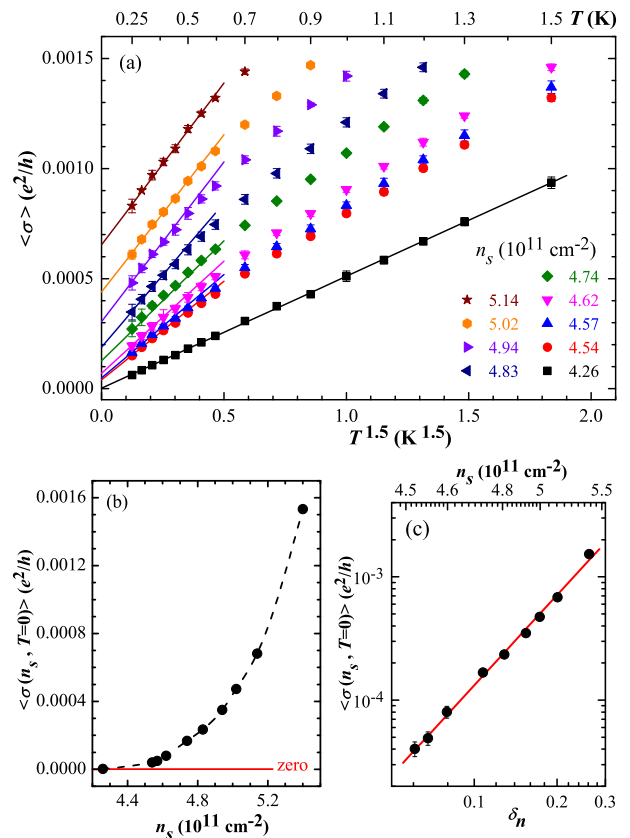 0.25 0.5 0.7 0.9 1.1 1.3 1.5 T (K)
(a)
0.0015
0.0010
0.0005
0.0000
<σ> (e²/h)
n_s (10¹¹ cm⁻²)
5.14
5.02
4.94
4.83
4.74
4.62
4.57
4.54
4.26
0.0 0.5 1.0 1.5 2.0
T^1.5 (K^1.5)
(b)
0.0016
0.0012
0.0008
0.0004
0.0000
<σ(n_s, T=0)> (e²/h)
zero
4.4 4.8 5.2
n_s (10¹¹ cm⁻²)
n_s (10¹¹ cm⁻²)
4.5 4.6 4.8 5 5.5
(c)
10⁻³
10⁻⁴
<σ(n_s, T=0)> (e²/h)
0.1 0.2 0.3
δ_n